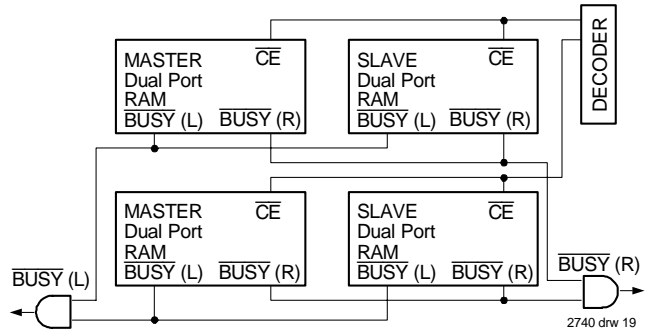 MASTER
Dual Port
RAM
CE
BUSY (L) BUSY (R)
SLAVE
Dual Port
RAM
CE
BUSY (L) BUSY (R)
DECODER
MASTER
Dual Port
RAM
CE
BUSY (L) BUSY (R)
SLAVE
Dual Port
RAM
CE
BUSY (L) BUSY (R)
BUSY (L)
BUSY (R)
2740 drw 19